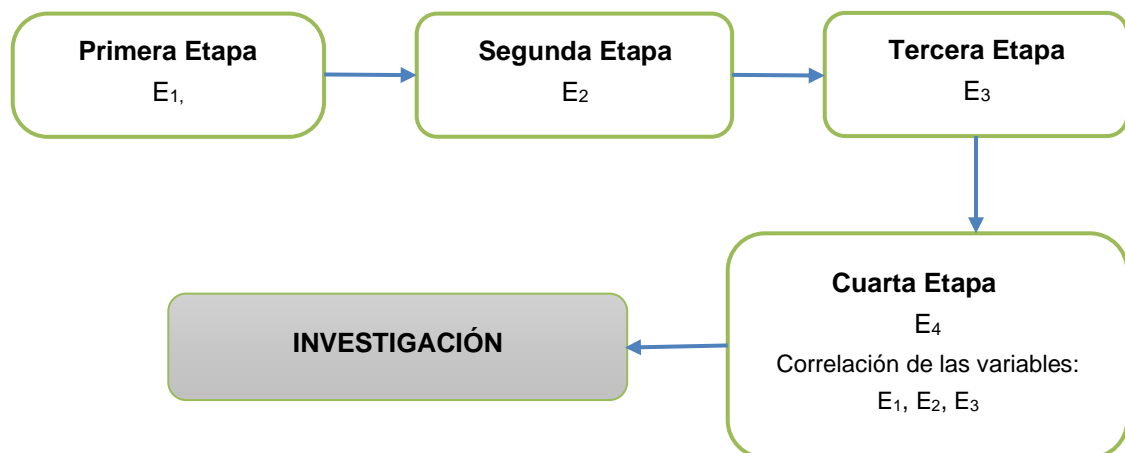 Primera Etapa
E₁,
Segunda Etapa
E₂
Tercera Etapa
E₃
Cuarta Etapa
E₄
Correlación de las variables:
E₁, E₂, E₃
INVESTIGACIÓN